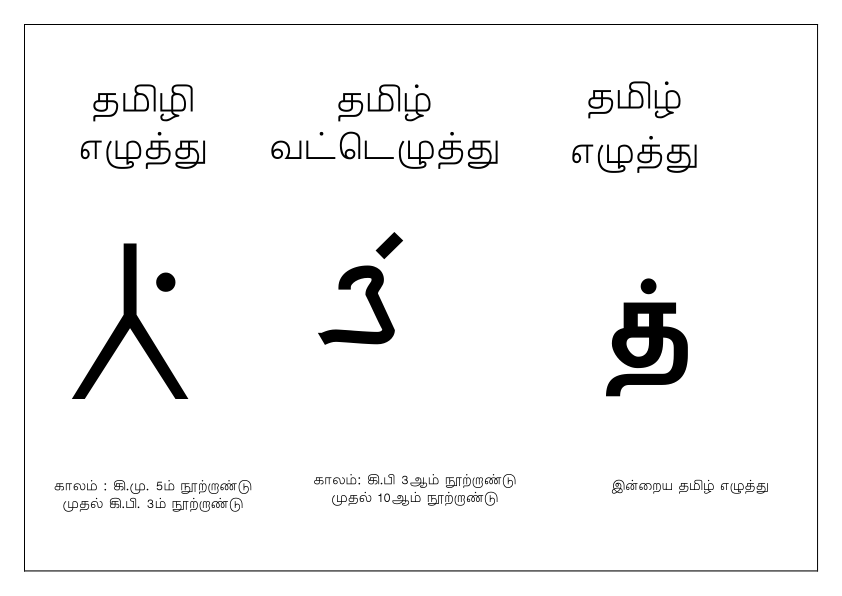 தமிழி
எழுத்து
𑀢𑁆
காலம் : கி.மு. 5ம் நூற்றாண்டு
முதல் கி.பி. 3ம் நூற்றாண்டு
தமிழ்
வட்டெழுத்து
காலம்: கி.பி 3ஆம் நூற்றாண்டு
முதல் 10ஆம் நூற்றாண்டு
தமிழ்
எழுத்து
த்
இன்றைய தமிழ் எழுத்து